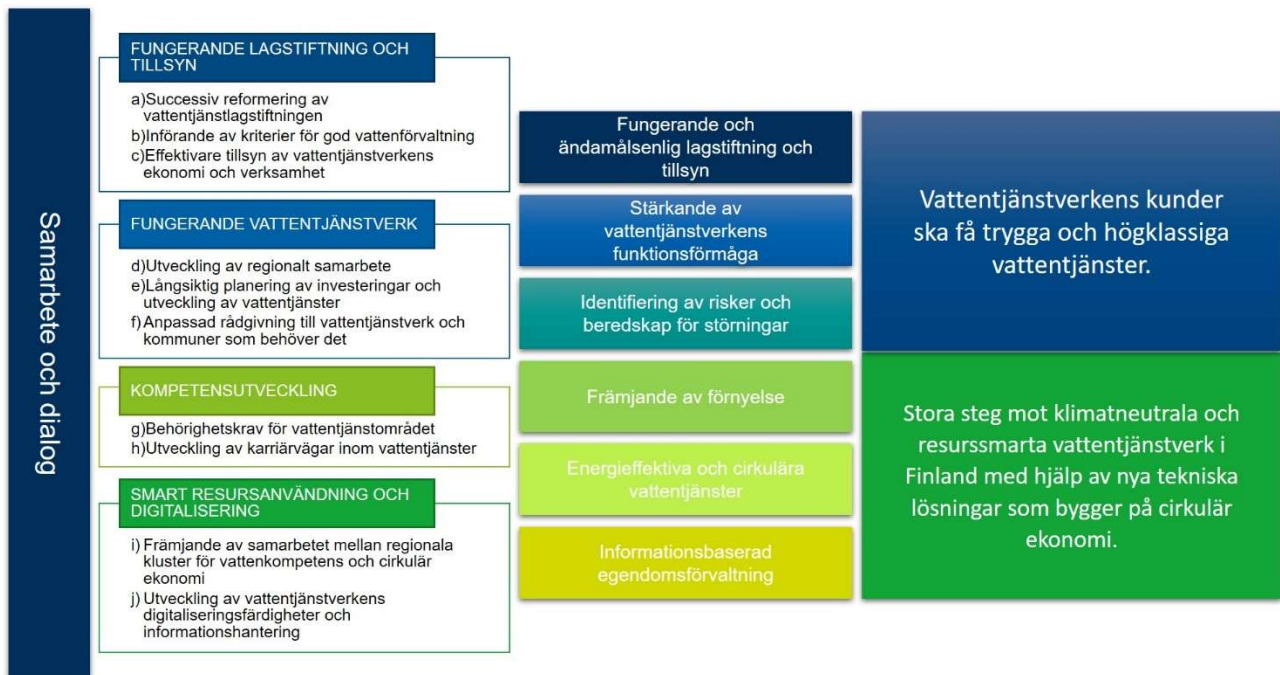 Samarbete och dialog
FUNGERANDE LAGSTIFTNING OCH
TILLSYN
a)Successiv reformering av
vattentjänstlagstiftningen
b)Införande av kriterier för god vattenförvaltning
c)Effektivare tillsyn av vattentjänstverkens
ekonomi och verksamhet
FUNGERANDE VATTENTJÄNSTVERK
d)Utveckling av regionalt samarbete
e)Långsiktig planering av investeringar och
utveckling av vattentjänster
f)Anpassad rådgivning till vattentjänstverk och
kommuner som behöver det
KOMPETENSUTVECKLING
g)Behörighetskrav för vattentjänstområdet
h)Utveckling av karriärvägar inom vattentjänster
SMART RESURSANVÄNDNING OCH
DIGITALISERING
i) Främjande av samarbetet mellan regionala
kluster för vattenkompetens och cirkulär
ekonomi
j) Utveckling av vattentjänstverkens
digitaliseringsfärdigheter och
informationshantering
Fungerande och
ändamålsenlig lagstiftning och
tillsyn
Stärkande av
vattentjänstverkens
funktionsförmåga
Identifiering av risker och
beredskap för störningar
Främjande av förnyelse
Energieffektiva och cirkulära
vattentjänster
Informationsbaserad
egendomsförvaltning
Vattentjänstverkens kunder
ska få trygga och högklassiga
vattentjänster.
Stora steg mot klimatneutrala och
resurssmarta vattentjänstverk i
Finland med hjälp av nya tekniska
lösningar som bygger på cirkulär
ekonomi.